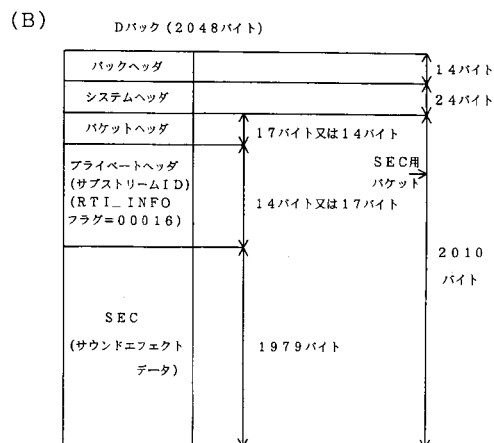 (B)
Dパック(2048バイト)
パックヘッダ
14バイト
システムヘッダ
24バイト
パケットヘッダ
17バイト又は14バイト
プライベートヘッダ
(サブストリームID)
(RTI_INFO
フラグ=00016)
14バイト又は17バイト
SEC用
パケット
2010
バイト
SEC
(サウンドエフェクト
データ)
1979バイト